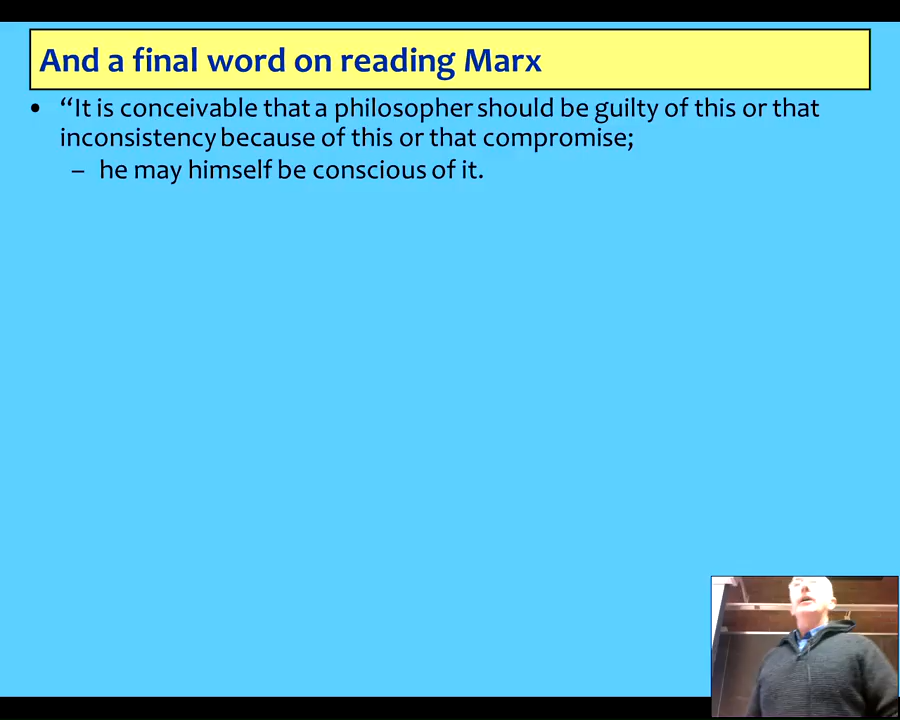 And a final word on reading Marx
• “It is conceivable that a philosopher should be guilty of this or that
inconsistency because of this or that compromise;
– he may himself be conscious of it.